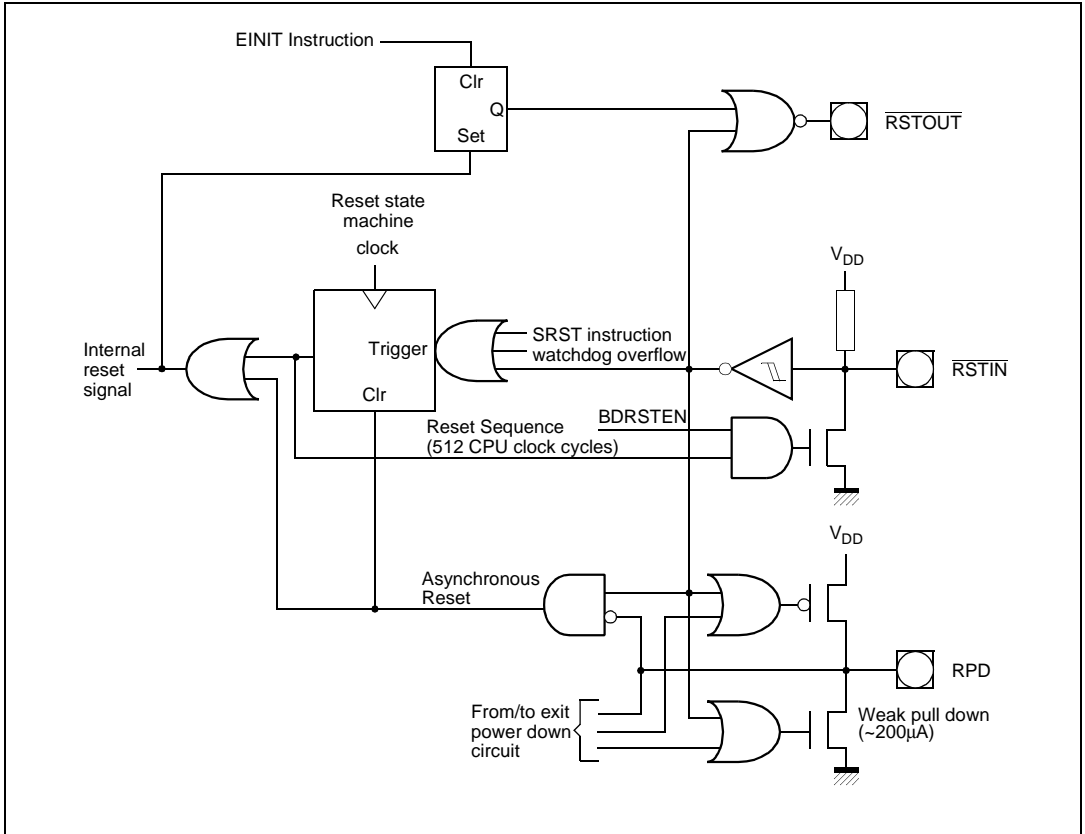 EINIT Instruction
Clr
Q
Set
RSTOUT
Reset state
machine
clock
VDD
Internal
reset
signal
Trigger
SRST instruction
watchdog overflow
RSTIN
Clr
BDRSTEN
Reset Sequence
(512 CPU clock cycles)
VDD
Asynchronous
Reset
RPD
From/to exit
power down
circuit
Weak pull down
(~200µA)